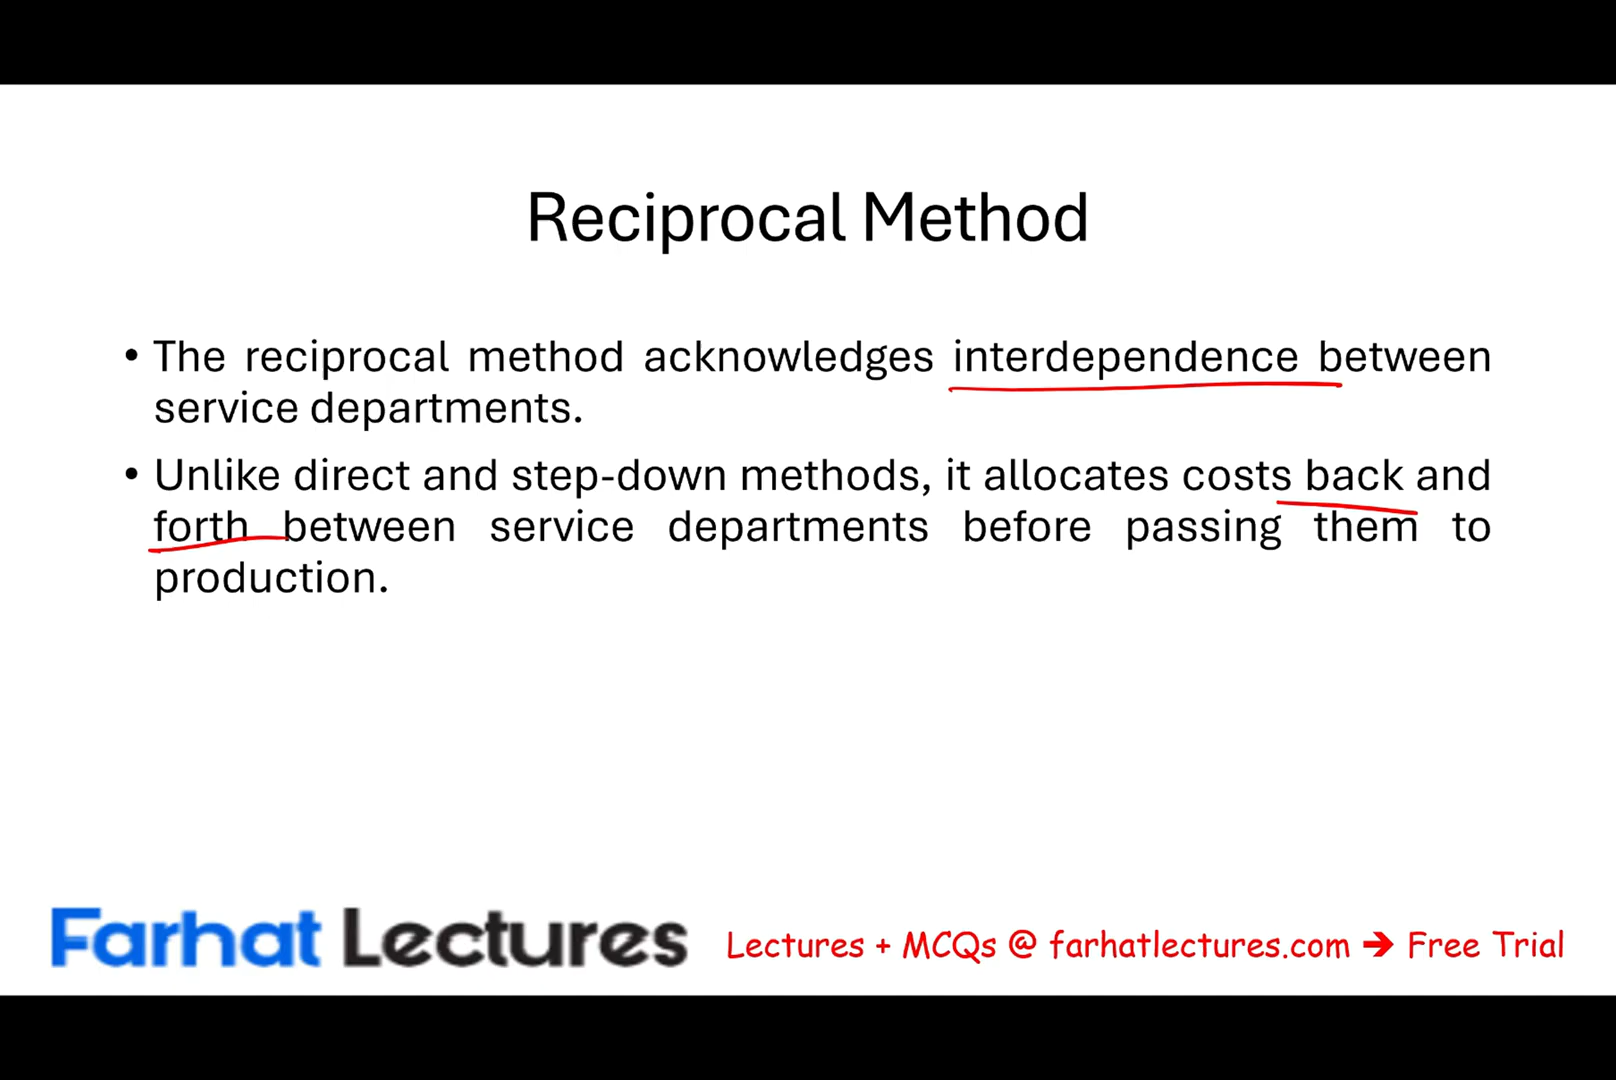 Reciprocal Method
• The reciprocal method acknowledges interdependence between
service departments.
• Unlike direct and step-down methods, it allocates costs back and
forth between service departments before passing them to
production.
Farhat Lectures
Lectures + MCQs @ farhatlectures.com ➔ Free Trial